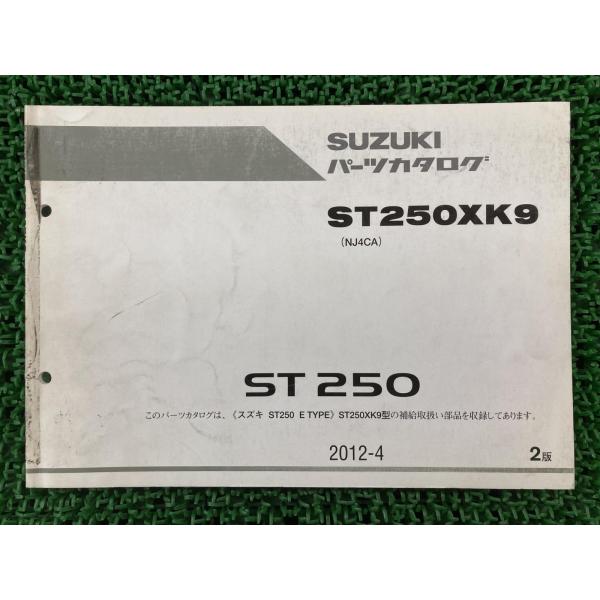 SUZUKI
パーツカタログ
ST250XK9
(NJ4CA)
ST 250
このパーツカタログは、《スズキ ST250 E TYPE》ST250XK9型の補給取扱い部品を収録してあります。
2012-4
2版